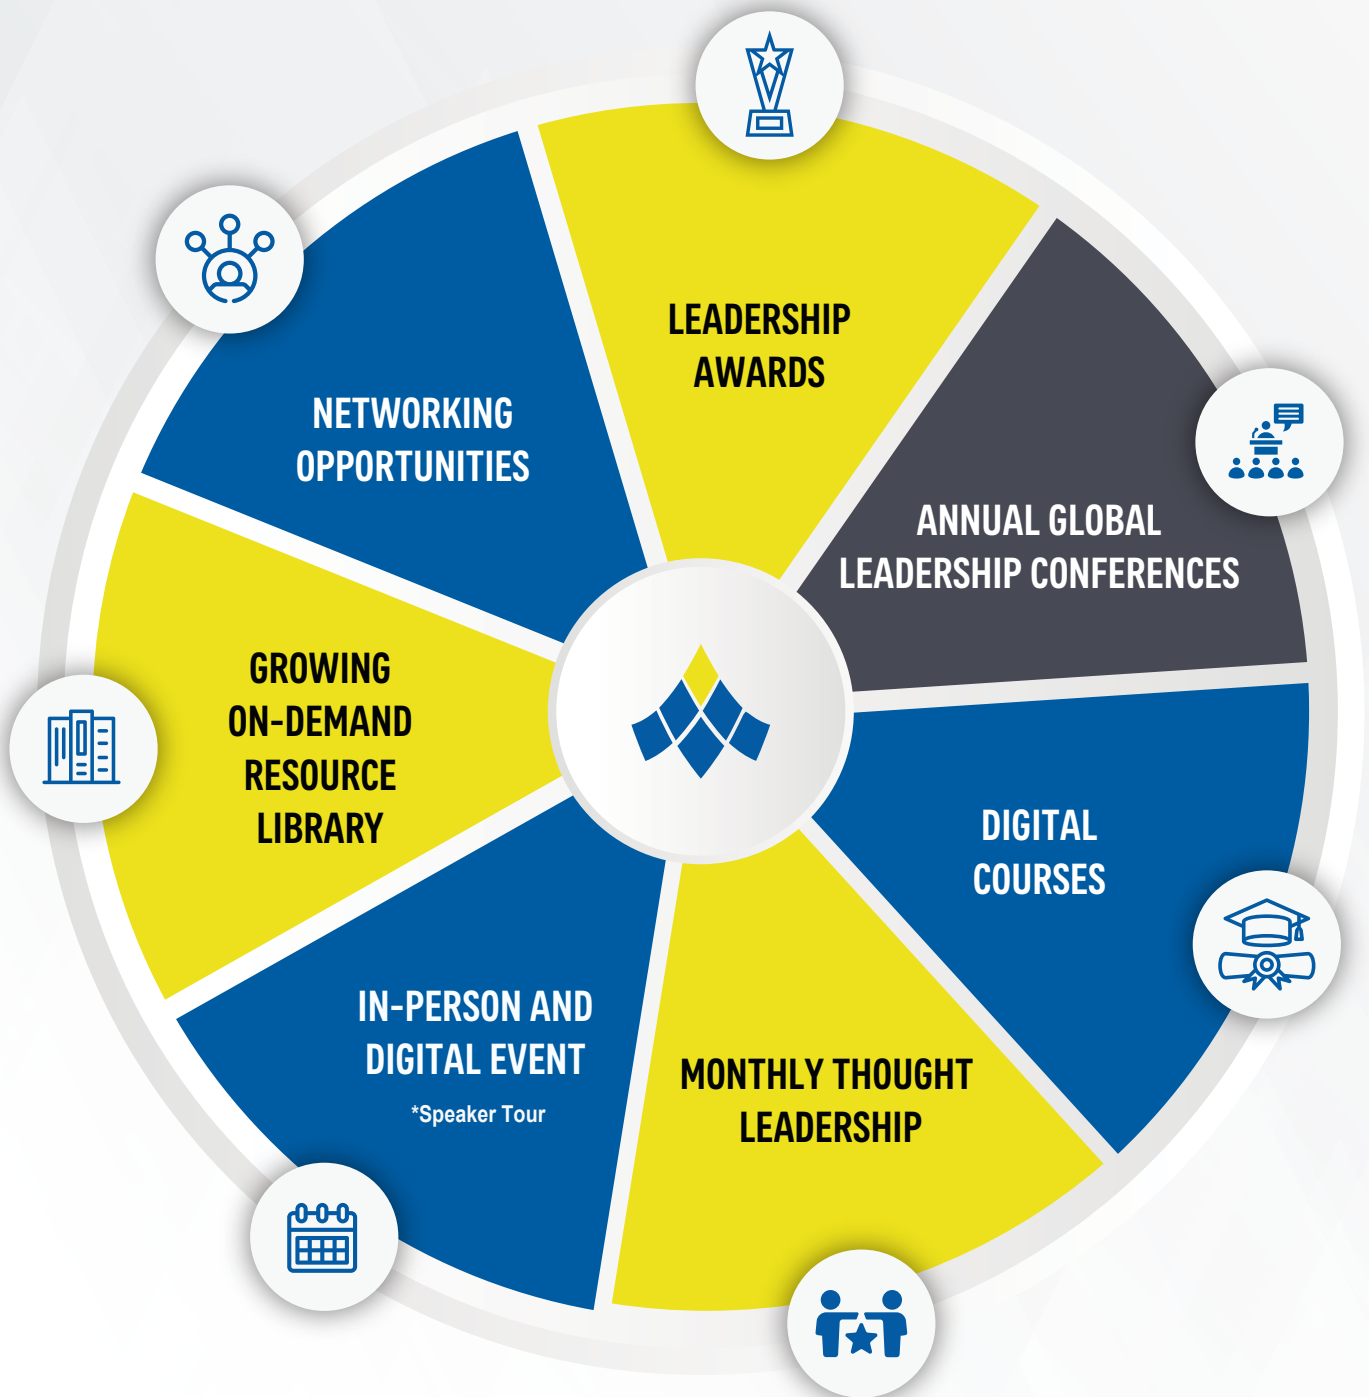 LEADERSHIP
AWARDS
ANNUAL GLOBAL
LEADERSHIP CONFERENCES
DIGITAL
COURSES
MONTHLY THOUGHT
LEADERSHIP
IN-PERSON AND
DIGITAL EVENT
*Speaker Tour
GROWING
ON-DEMAND
RESOURCE
LIBRARY
NETWORKING
OPPORTUNITIES